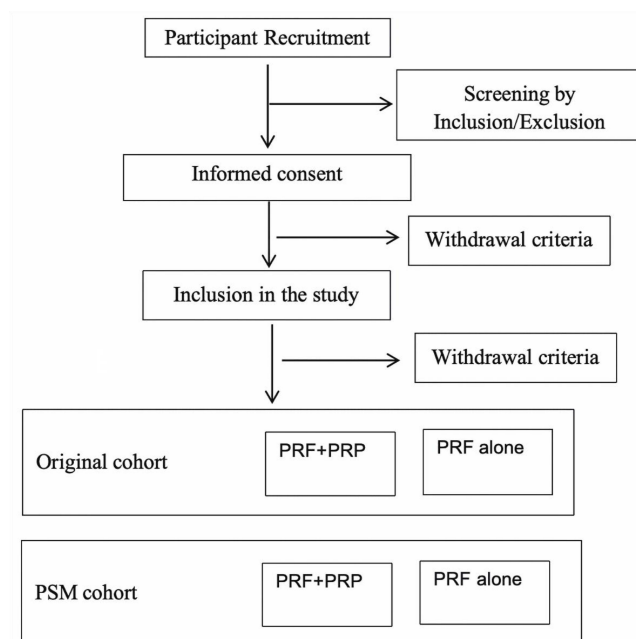 Participant Recruitment
Screening by
Inclusion/Exclusion
Informed consent
Withdrawal criteria
Inclusion in the study
Withdrawal criteria
Original cohort
PRF+PRP
PRF alone
PSM cohort
PRF+PRP
PRF alone